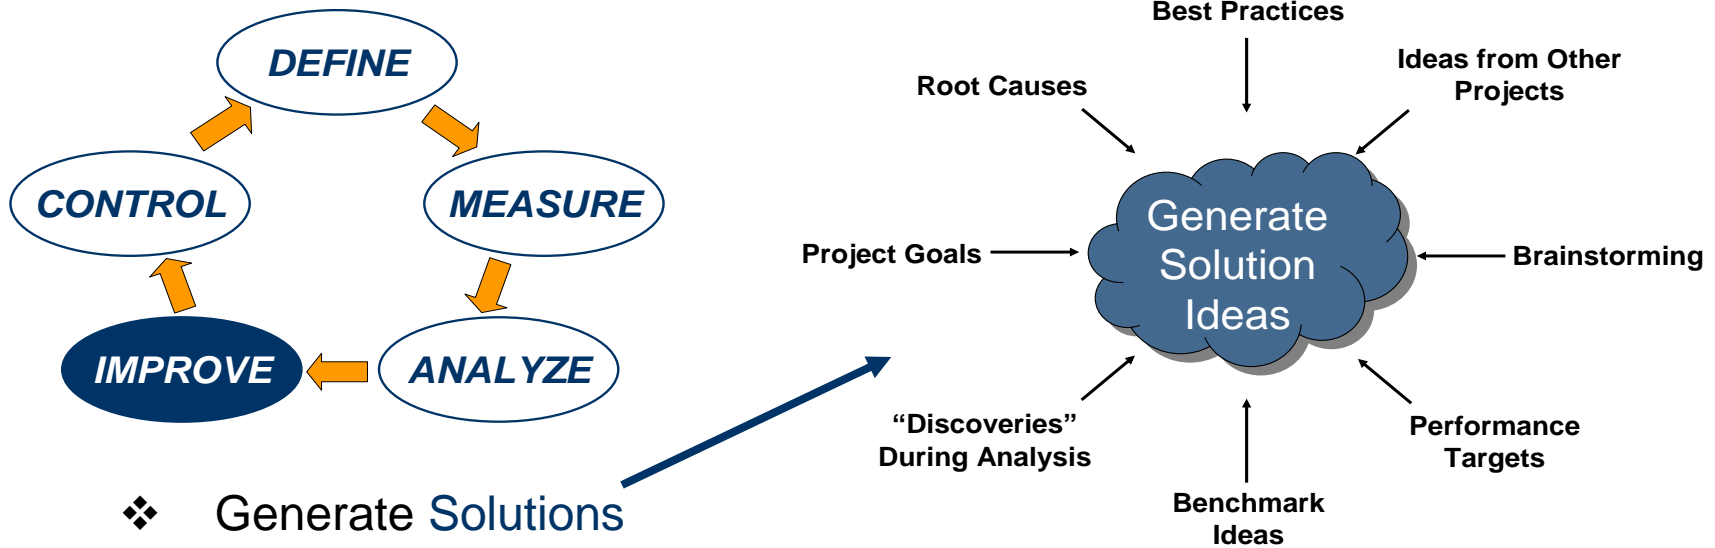 DEFINE
MEASURE
ANALYZE
IMPROVE
CONTROL
❖ Generate Solutions
Best Practices
Ideas from Other
Projects
Root Causes
Generate
Solution
Ideas
Project Goals
Brainstorming
“Discoveries”
During Analysis
Performance
Targets
Benchmark
Ideas